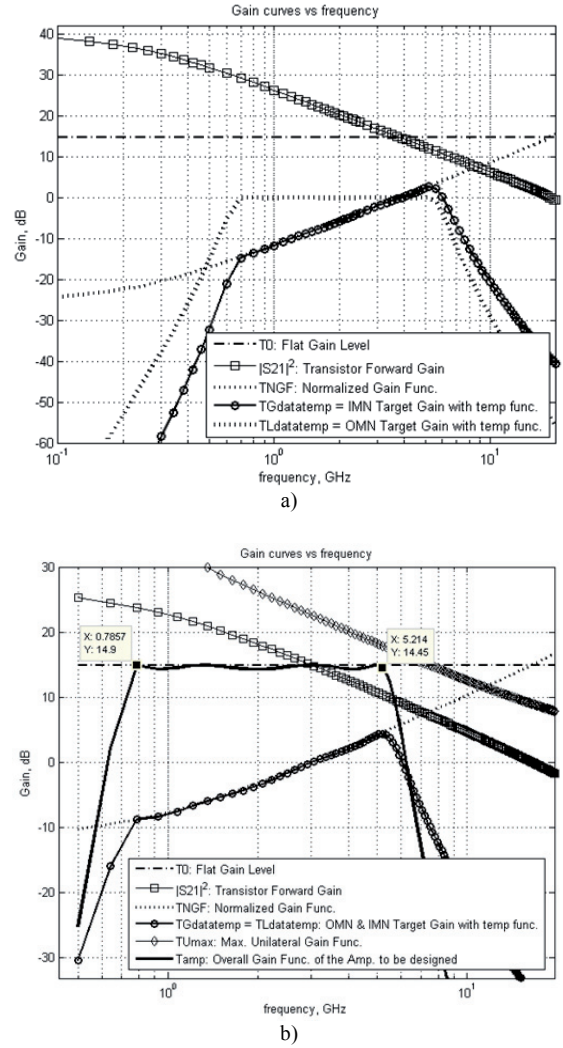 Gain curves vs frequency
40
30
20
10
0
-10
-20
-30
-40
-50
-60
Gain, dB
T0: Flat Gain Level
|S21|²: Transistor Forward Gain
TNGF: Normalized Gain Func.
TGdatatemp = IMN Target Gain with temp func.
TLdatatemp = OMN Target Gain with temp func.
10⁻¹ 10⁰ 10¹
frequency, GHz
a)
Gain curves vs frequency
30
20
10
0
-10
-20
-30
Gain, dB
X: 0.7857
Y: 14.9
X: 5.214
Y: 14.45
T0: Flat Gain Level
|S21|²: Transistor Forward Gain
TNGF: Normalized Gain Func.
TGdatatemp = TLdatatemp: OMN & IMN Target Gain with temp func.
TUmax: Max. Unilateral Gain Func.
Tamp: Overall Gain Func. of the Amp. to be designed
10⁰ 10¹
frequency, GHz
b)